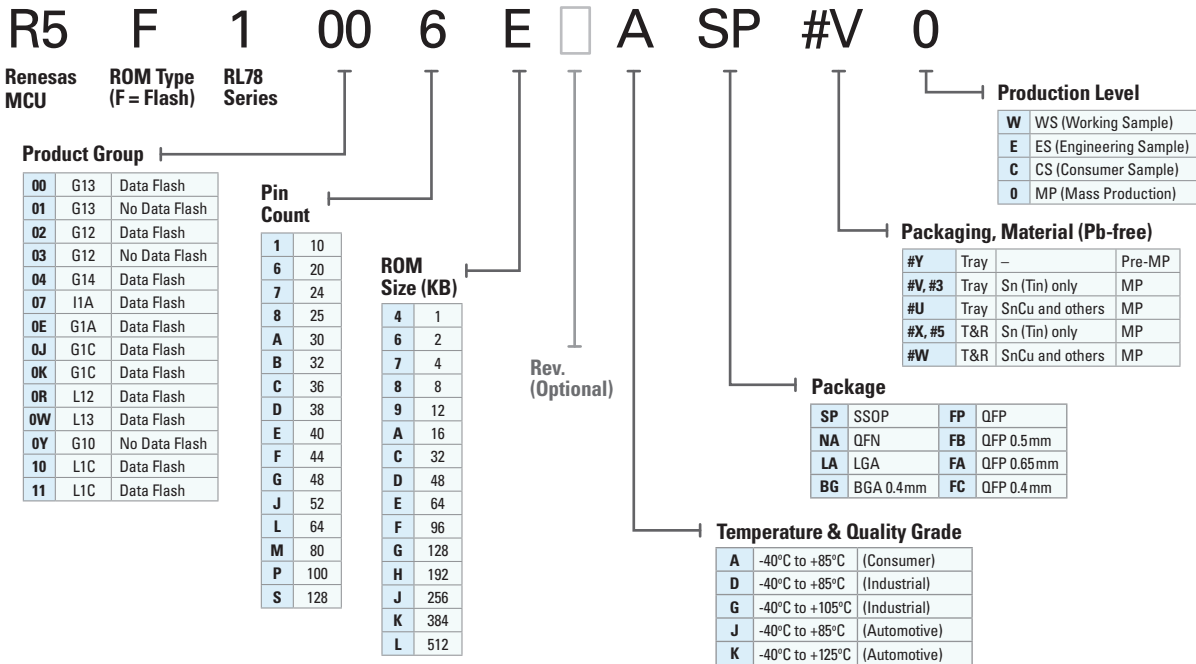 R5 F 1 00 6 E A SP #V 0
Renesas MCU
ROM Type (F = Flash)
RL78 Series
Product Group
00 G13 Data Flash
01 G13 No Data Flash
02 G12 Data Flash
03 G12 No Data Flash
04 G14 Data Flash
07 I1A Data Flash
0E G1A Data Flash
0J G1C Data Flash
0K G1C Data Flash
0R L12 Data Flash
0W L13 Data Flash
0Y G10 No Data Flash
10 L1C Data Flash
11 L1C Data Flash
Pin Count
1 10
6 20
7 24
8 25
A 30
B 32
C 36
D 38
E 40
F 44
G 48
J 52
L 64
M 80
P 100
S 128
ROM Size (KB)
4 1
6 2
7 4
8 8
9 12
A 16
C 32
D 48
E 64
F 96
G 128
H 192
J 256
K 384
L 512
Rev. (Optional)
Production Level
W WS (Working Sample)
E ES (Engineering Sample)
C CS (Consumer Sample)
0 MP (Mass Production)
Packaging, Material (Pb-free)
#Y Tray – Pre-MP
#V, #3 Tray Sn (Tin) only MP
#U Tray SnCu and others MP
#X, #5 T&R Sn (Tin) only MP
#W T&R SnCu and others MP
Package
SP SSOP FP QFP
NA QFN FB QFP 0.5mm
LA LGA FA QFP 0.65mm
BG BGA 0.4mm FC QFP 0.4mm
Temperature & Quality Grade
A -40ºC to +85ºC (Consumer)
D -40ºC to +85ºC (Industrial)
G -40ºC to +105ºC (Industrial)
J -40ºC to +85ºC (Automotive)
K -40ºC to +125ºC (Automotive)